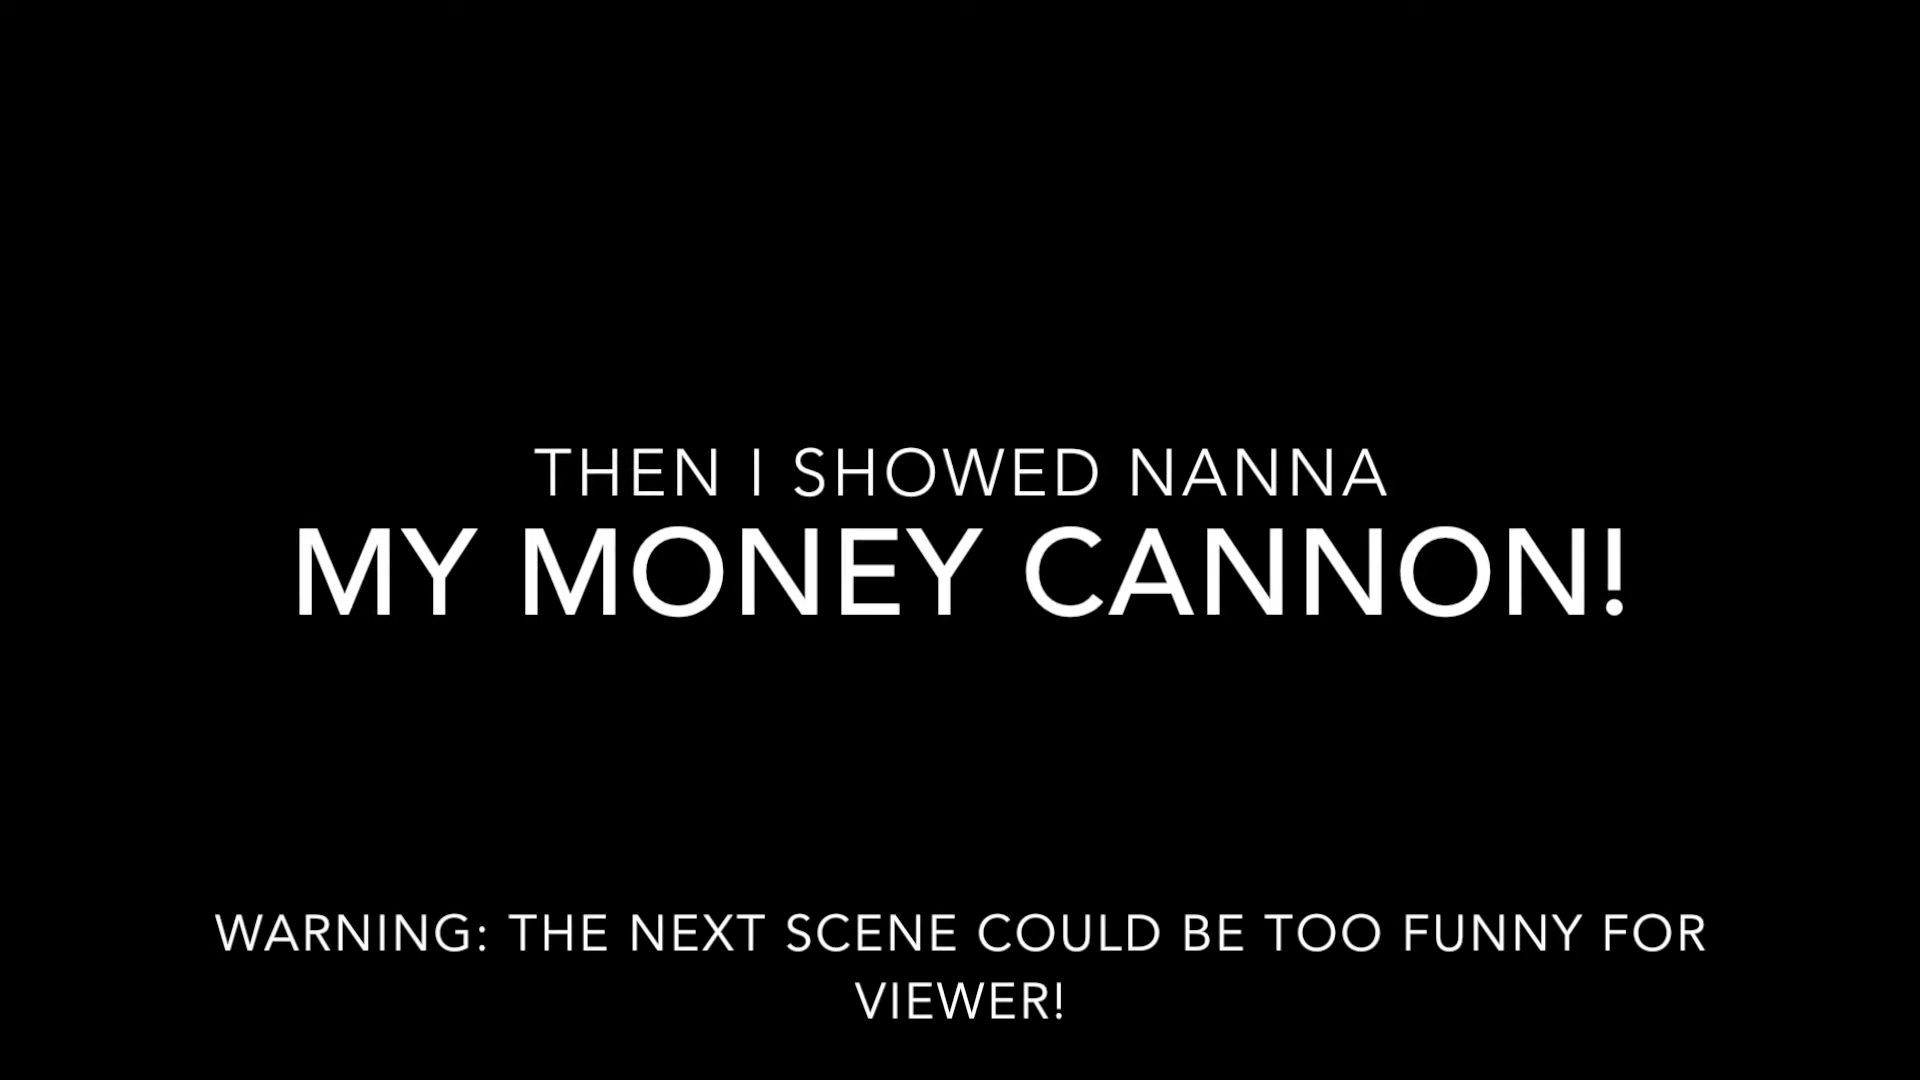 THEN I SHOWED NANNA
MY MONEY CANNON!
WARNING: THE NEXT SCENE COULD BE TOO FUNNY FOR
VIEWER!